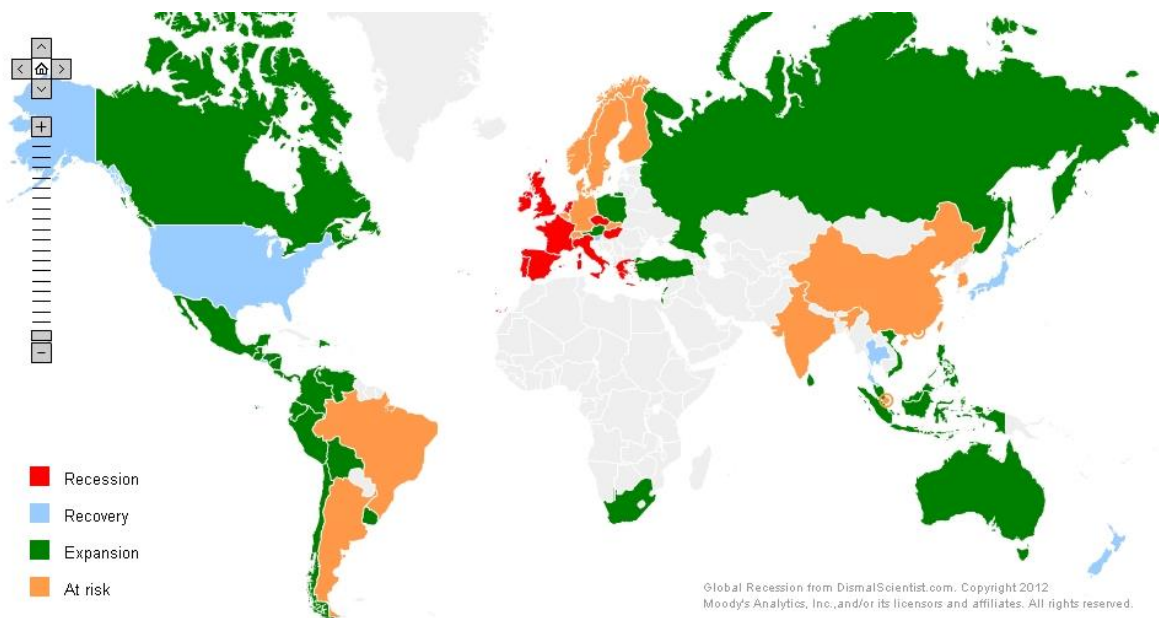 Recession
Recovery
Expansion
At risk
Global Recession from DismalScientist.com. Copyright 2012
Moody's Analytics, Inc.,and/or its licensors and affiliates. All rights reserved.